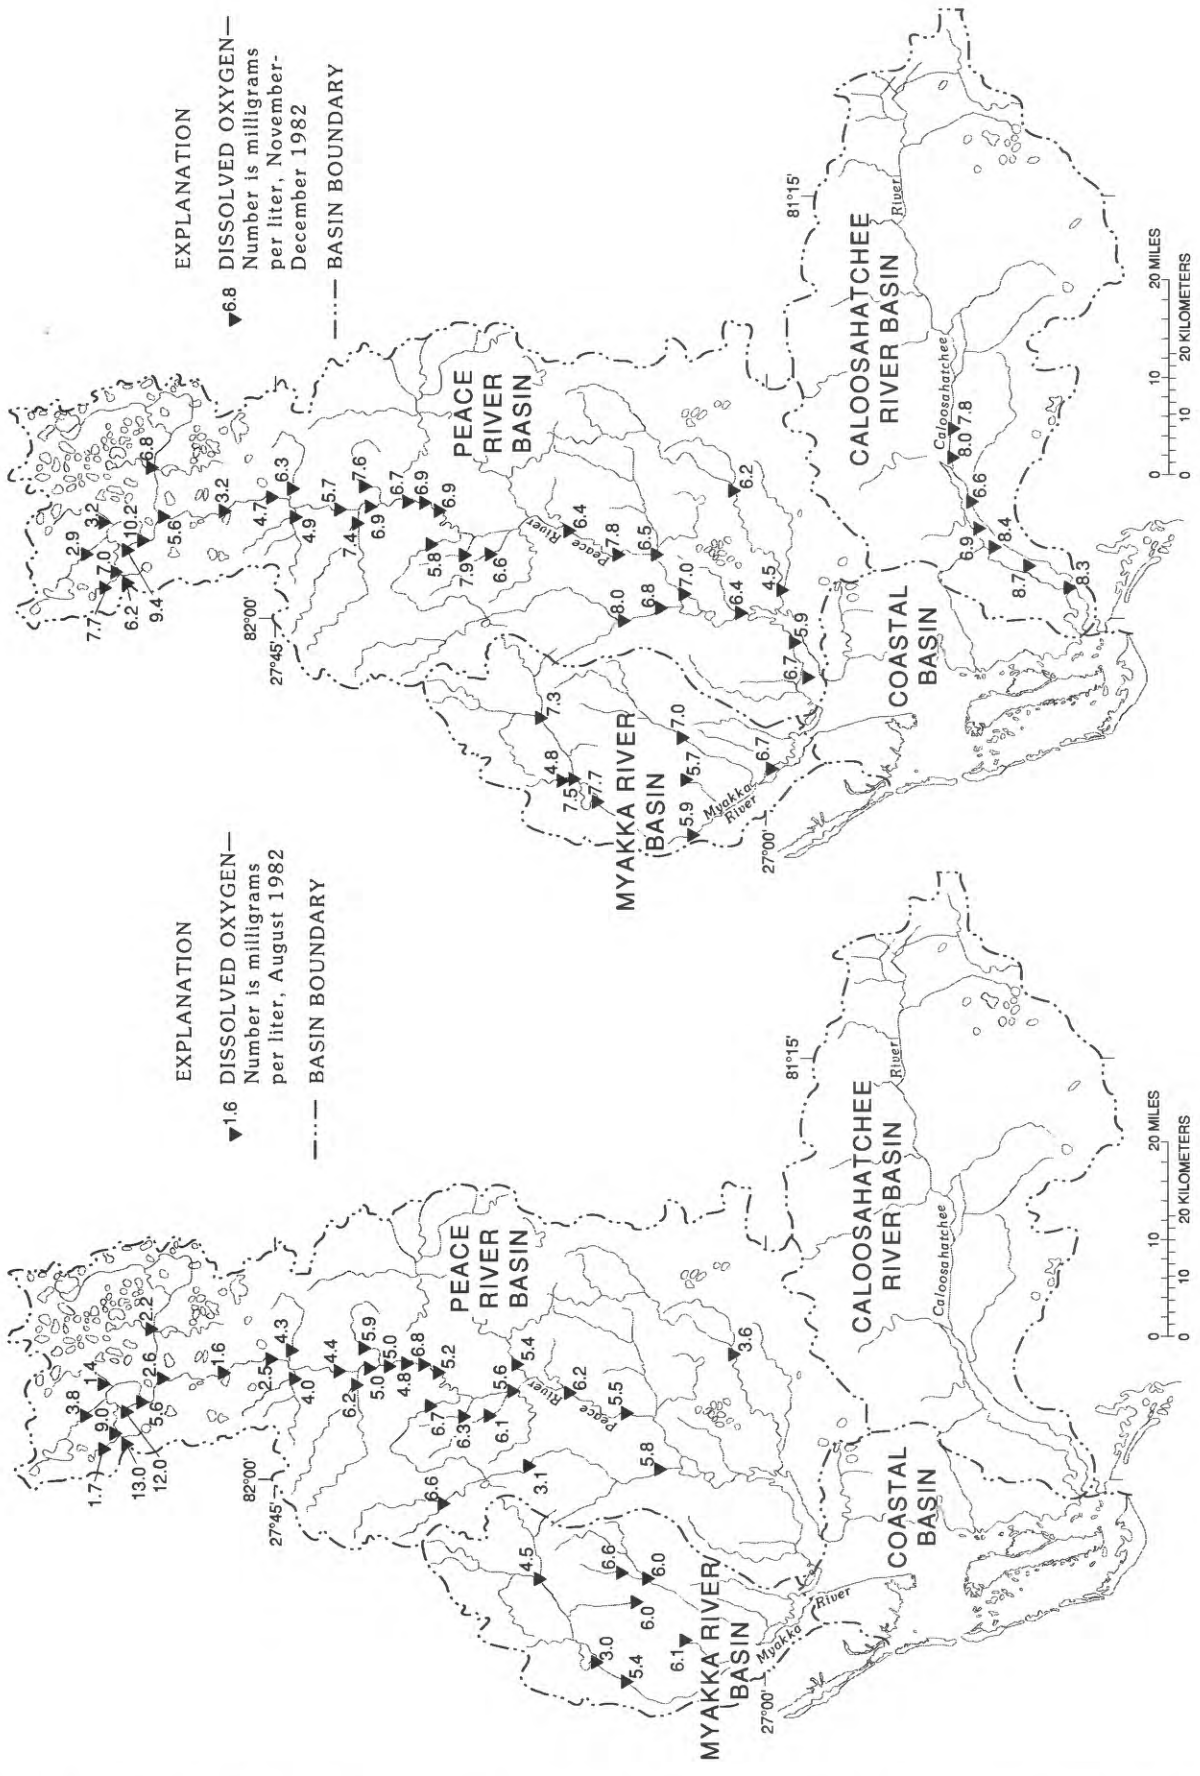 EXPLANATION
▼1.6 DISSOLVED OXYGEN—
Number is milligrams
per liter, August 1982
BASIN BOUNDARY
3.8
1.4
1.7
9.0
13.0
12.0
5.6
2.6
2.2
1.6
2.5
4.3
4.0
4.4
6.2
5.9
5.0
5.0
4.8
6.8
5.2
6.7
6.3
6.1
5.6
5.4
6.2
5.5
3.6
6.6
3.1
5.8
4.5
6.6
6.0
6.0
3.0
5.4
6.1
82°00'
27°45'
27°00'
81°15'
PEACE
RIVER
BASIN
Peace
River
MYAKKA RIVER
BASIN
Myakka
River
COASTAL
BASIN
CALOOSAHATCHEE
RIVER BASIN
Caloosahatchee
River
0 10 20 MILES
0 10 20 KILOMETERS
EXPLANATION
▼6.8 DISSOLVED OXYGEN—
Number is milligrams
per liter, November-
December 1982
BASIN BOUNDARY
2.9
3.2
7.7
7.0
6.2
9.4
10.2
5.6
6.8
3.2
4.7
6.3
4.9
5.7
7.4
7.6
6.9
6.7
6.9
6.9
5.8
7.9
6.6
6.4
7.8
6.5
6.2
8.0
6.8
7.0
6.4
4.5
5.9
6.7
7.3
4.8
7.5
7.7
7.0
5.7
5.9
6.7
8.0 7.8
6.6
6.9
8.4
8.7
8.3
82°00'
27°45'
27°00'
81°15'
PEACE
RIVER
BASIN
Peace
River
MYAKKA RIVER
BASIN
Myakka
River
COASTAL
BASIN
CALOOSAHATCHEE
RIVER BASIN
Caloosahatchee
River
0 10 20 MILES
0 10 20 KILOMETERS